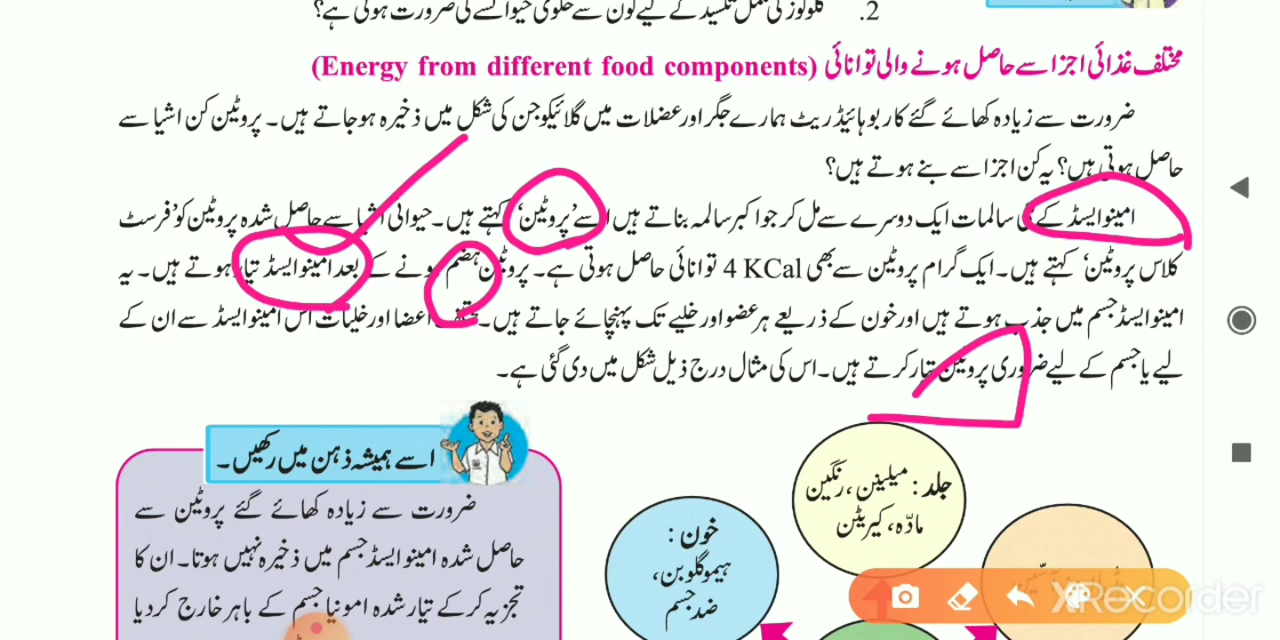 2. گلوکوز کی مکمل تکسید کے لیے کون سے خلوی حیوانسے کی ضرورت ہوتی ہے؟
مختلف غذائی اجزا سے حاصل ہونے والی توانائی (Energy from different food components)
ضرورت سے زیادہ کھائے گئے کاربوہائیڈریٹ ہمارے جگر اور عضلات میں گلائیکوجن کی شکل میں ذخیرہ ہو جاتے ہیں۔ پروٹین کن اشیا سے
حاصل ہوتی ہیں؟ یہ کن اجزا سے بنے ہوتے ہیں؟
امینو ایسڈ کے کئی سالمات ایک دوسرے سے مل کر جو اکبر سالمہ بناتے ہیں اسے 'پروٹین' کہتے ہیں۔ حیوانی اشیا سے حاصل شدہ پروٹین کو 'فرسٹ
کلاس پروٹین' کہتے ہیں۔ ایک گرام پروٹین سے بھی 4 KCal توانائی حاصل ہوتی ہے۔ پروٹین ہضم ہونے کے بعد امینو ایسڈ تیار ہوتے ہیں۔ یہ
امینو ایسڈ جسم میں جذب ہوتے ہیں اور خون کے ذریعے ہر عضو اور خلیے تک پہنچائے جاتے ہیں۔ مختلف اعضا اور خلیات اس امینو ایسڈ سے ان کے
لیے یا جسم کے لیے ضروری پروٹین تیار کرتے ہیں۔ اس کی مثال درج ذیل شکل میں دی گئی ہے۔
اسے ہمیشہ ذہن میں رکھیں۔
ضرورت سے زیادہ کھائے گئے پروٹین سے
حاصل شدہ امینو ایسڈ جسم میں ذخیرہ نہیں ہوتا۔ ان کا
تجزیہ کر کے تیار شدہ امونیا جسم کے باہر خارج کردیا
جلد : میلینن، رنگین
مادّہ، کیریٹن
خون :
ہیموگلوبن،
ضد جسم
XRecorder